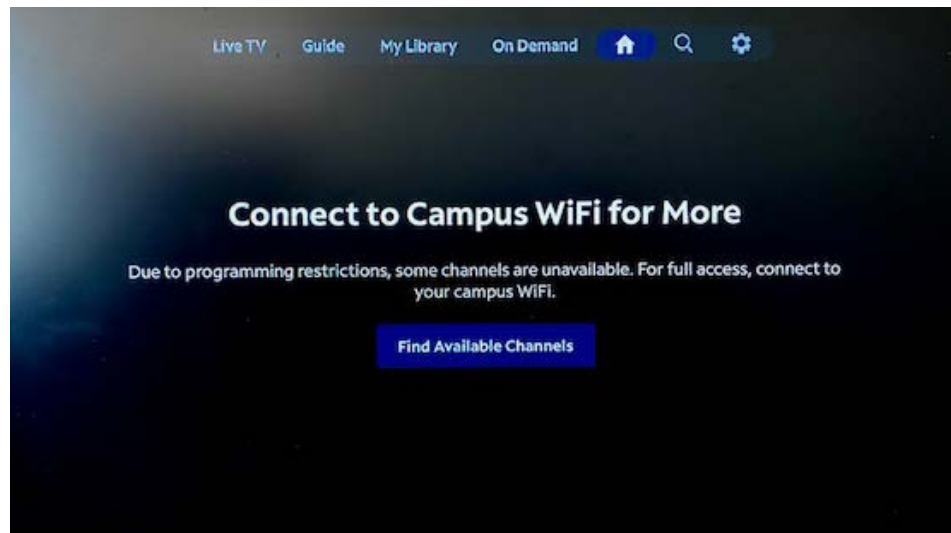 Live TV Guide My Library On Demand
Connect to Campus WiFi for More
Due to programming restrictions, some channels are unavailable. For full access, connect to
your campus WiFi.
Find Available Channels